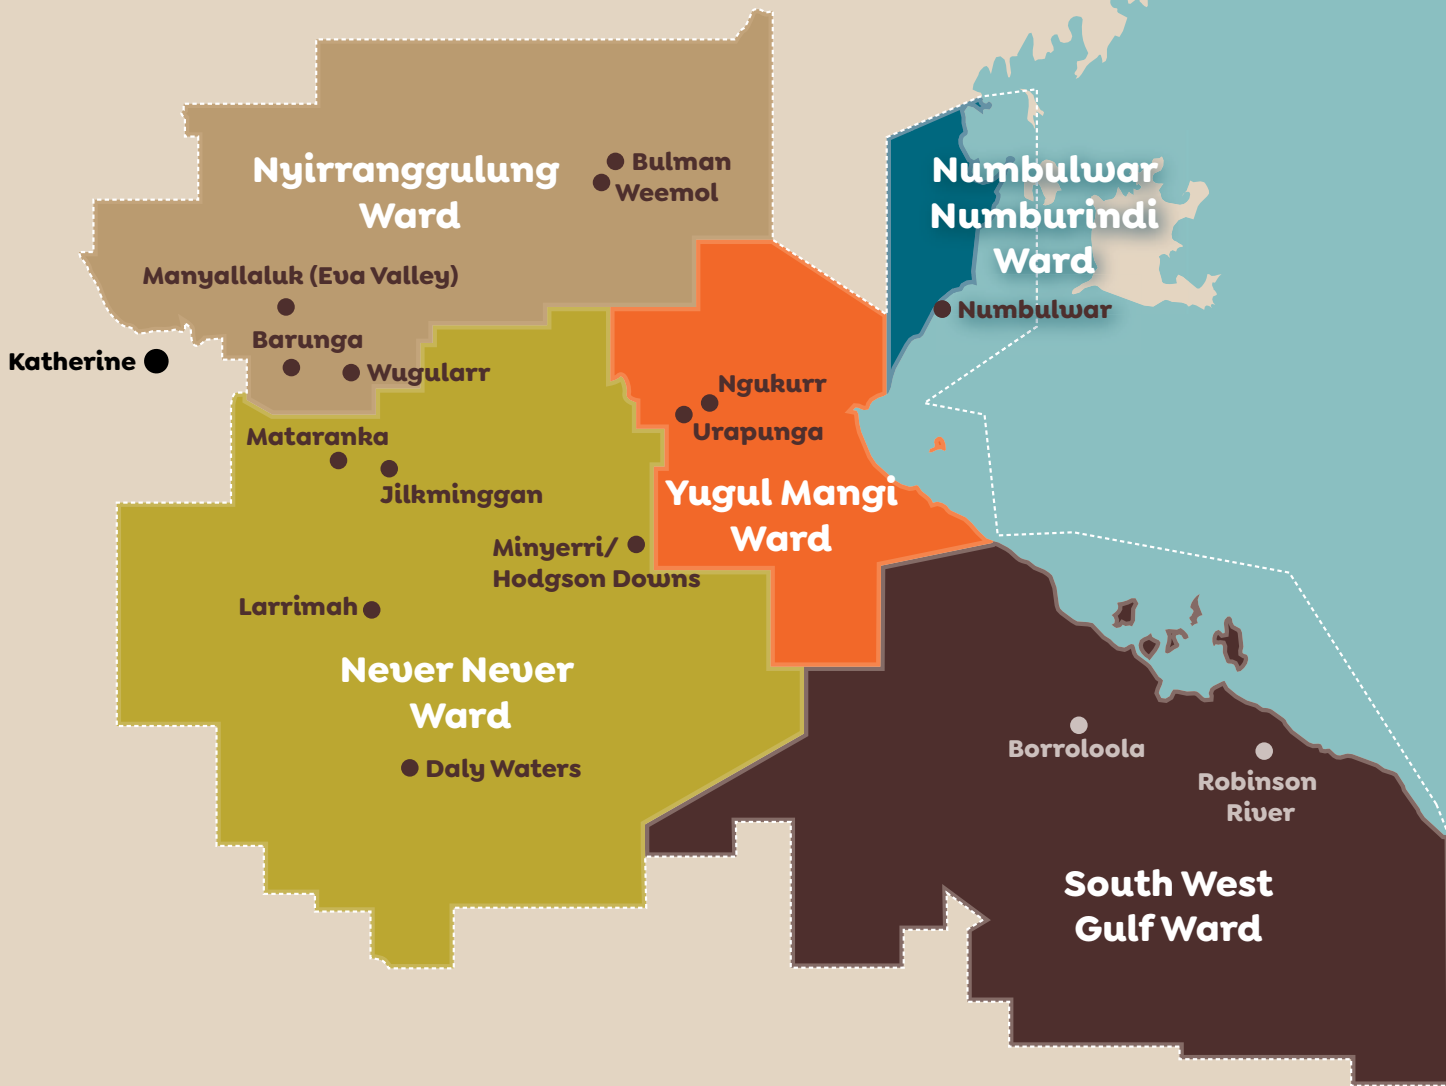 Nyirranggulung
Ward
Bulman
Weemol
Numbulwar
Numburindi
Ward
Numbulwar
Manyallaluk (Eva Valley)
Barunga
Katherine
Wugularr
Ngukurr
Urapunga
Mataranka
Jilkminggan
Yugul Mangi
Ward
Minyerri/
Hodgson Downs
Larrimah
Never Never
Ward
Daly Waters
Borroloola
Robinson
River
South West
Gulf Ward